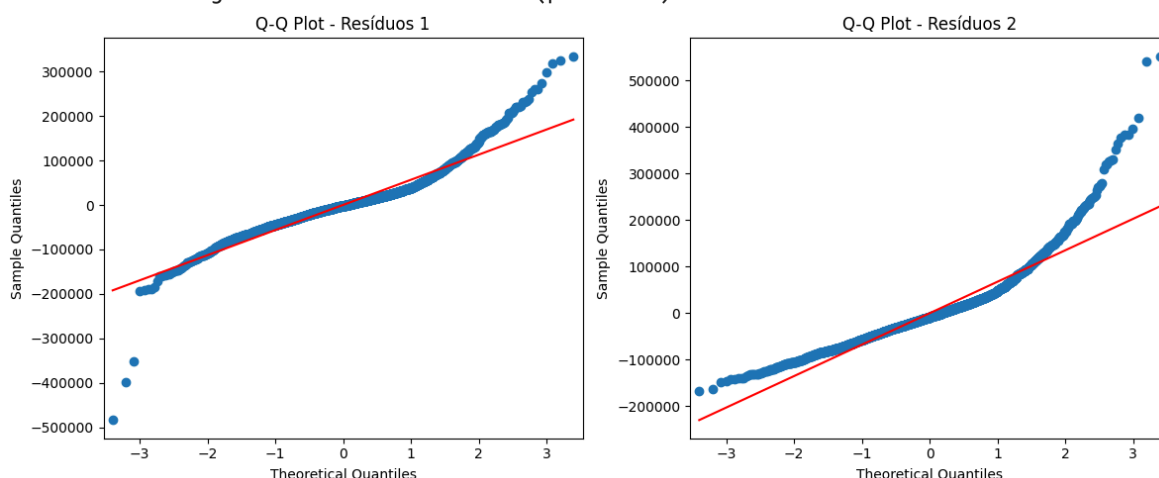 Q-Q Plot - Resíduos 1
300000
200000
100000
0
−100000
−200000
−300000
−400000
−500000
Sample Quantiles
−3 −2 −1 0 1 2 3
Theoretical Quantiles
Q-Q Plot - Resíduos 2
500000
400000
300000
200000
100000
0
−100000
−200000
Sample Quantiles
−3 −2 −1 0 1 2 3
Theoretical Quantiles